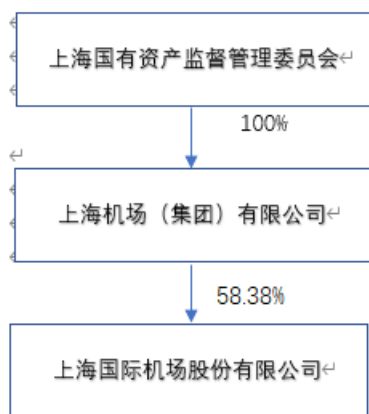 上海国有资产监督管理委员会
100%
上海机场（集团）有限公司
58.38%
上海国际机场股份有限公司